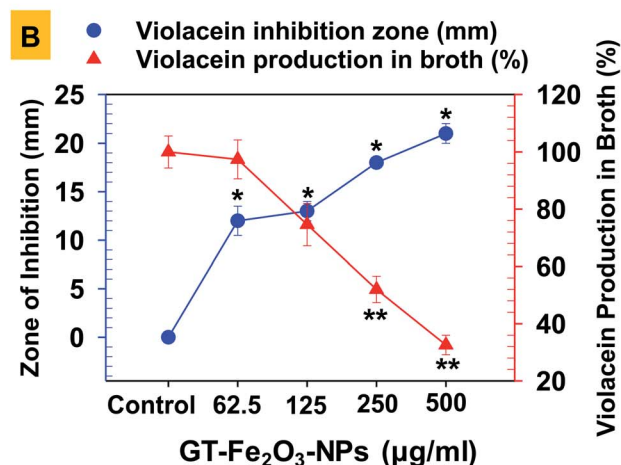 B
Violacein inhibition zone (mm)
Violacein production in broth (%)
Zone of Inhibition (mm)
25
20
15
10
5
0
* * * *
** **
120
100
80
60
40
20
Violacein Production in Broth (%)
Control 62.5 125 250 500
GT-Fe₂O₃-NPs (µg/ml)